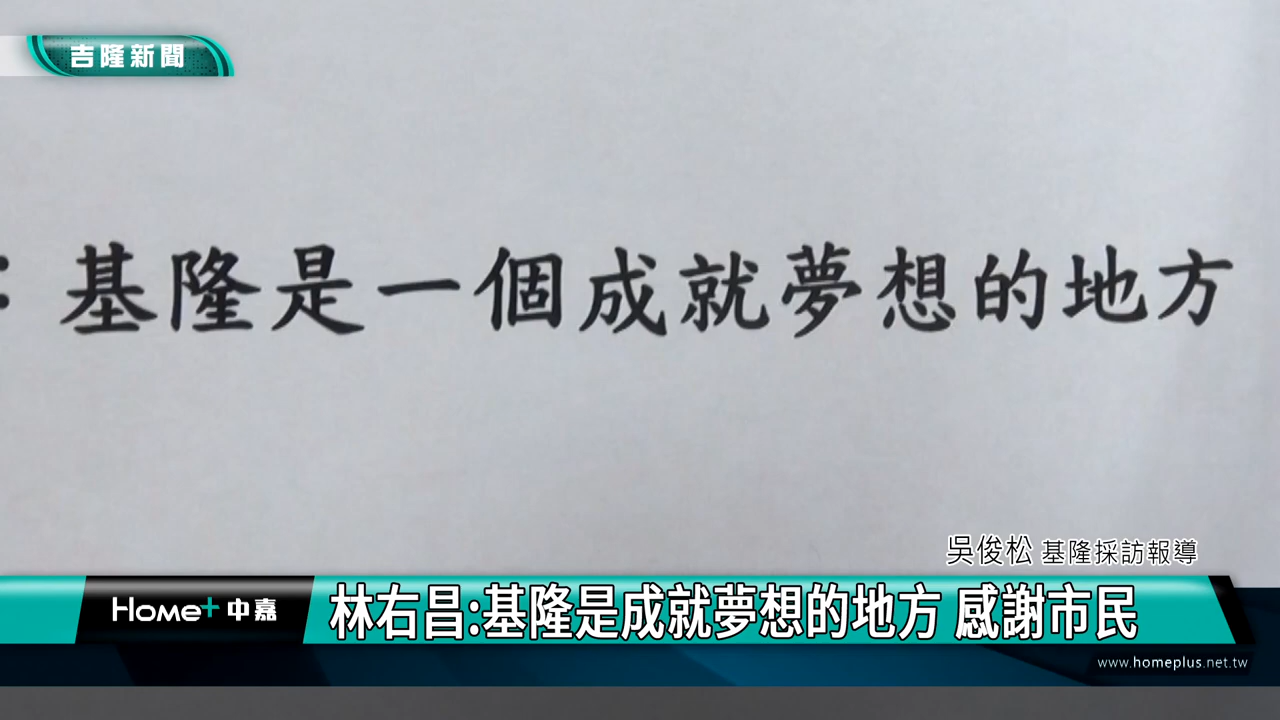 吉隆新聞
：基隆是一個成就夢想的地方
吳俊松 基隆採訪報導
Home+中嘉
林右昌:基隆是成就夢想的地方 感謝市民
www.homeplus.net.tw